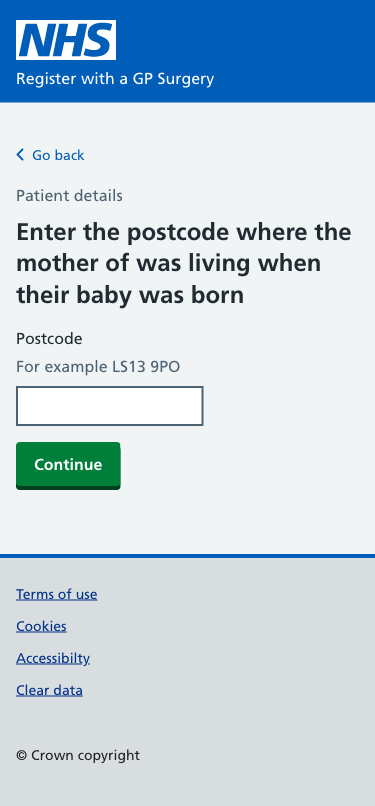 NHS
Register with a GP Surgery
Go back
Patient details
Enter the postcode where the
mother of was living when
their baby was born
Postcode
For example LS13 9PO
Continue
Terms of use
Cookies
Accessibilty
Clear data
© Crown copyright